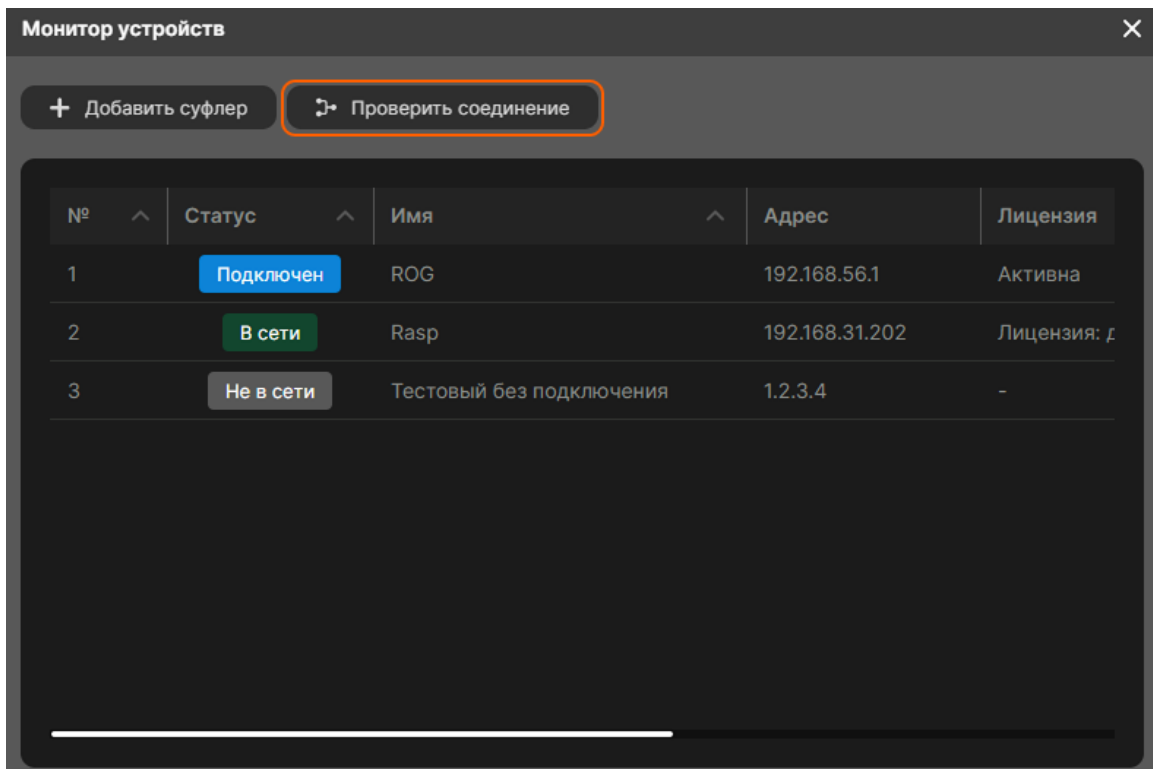 Монитор устройств
Добавить суфлер Проверить соединение
№ Статус Имя Адрес Лицензия
1 Подключен ROG 192.168.56.1 Активна
2 В сети Rasp 192.168.31.202 Лицензия:
3 Не в сети Тестовый без подключения 1.2.3.4 -